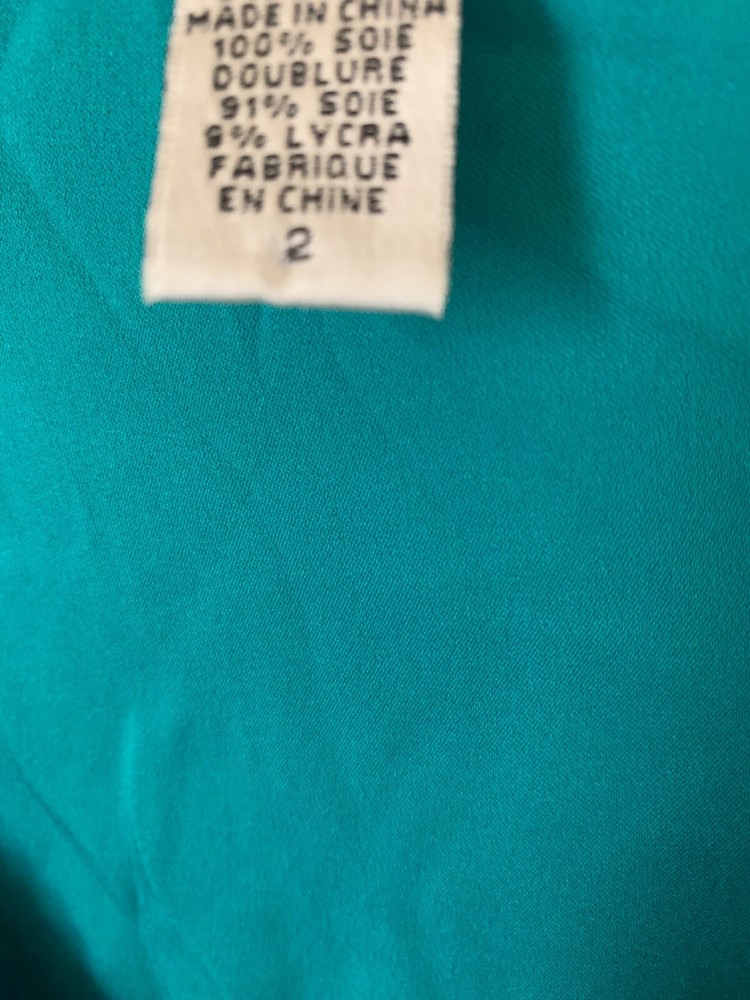 MADE IN CHINA
100% SOIE
DOUBLURE
91% SOIE
9% LYCRA
FABRIQUE
EN CHINE
2